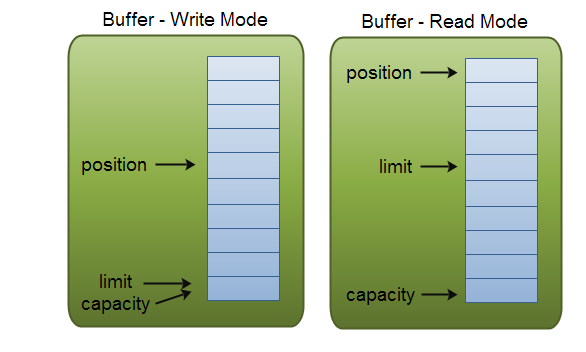 Buffer - Write Mode
position
limit
capacity
Buffer - Read Mode
position
limit
capacity